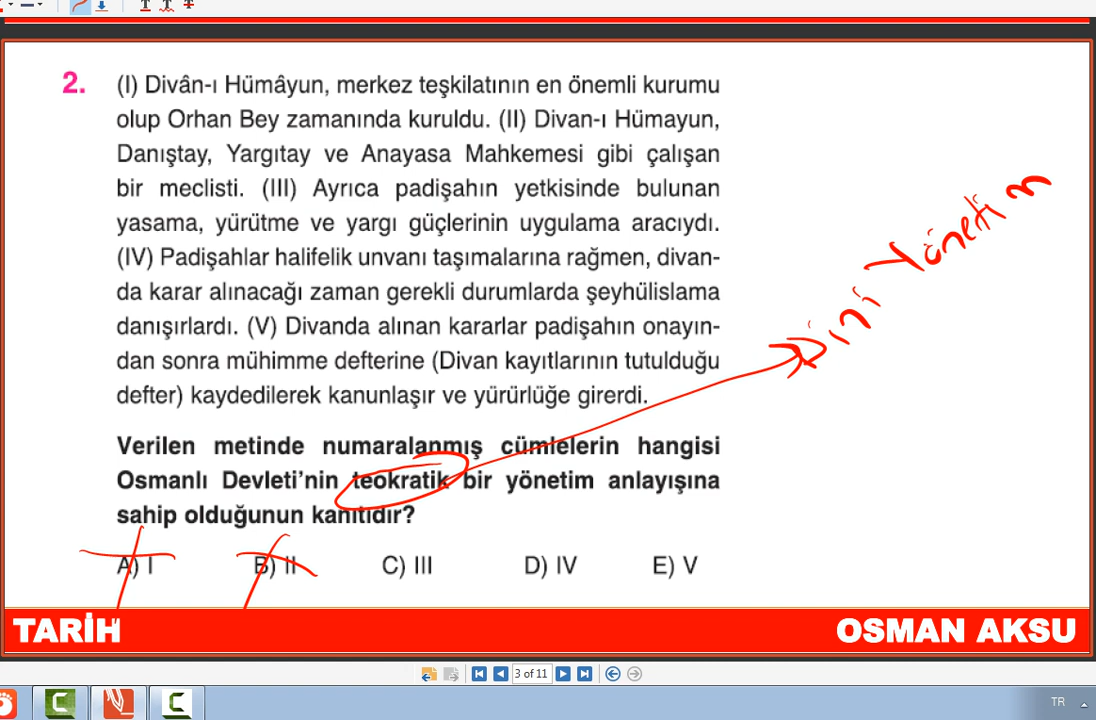 2. (I) Divân-ı Hümâyun, merkez teşkilatının en önemli kurumu
olup Orhan Bey zamanında kuruldu. (II) Divan-ı Hümayun,
Danıştay, Yargıtay ve Anayasa Mahkemesi gibi çalışan
bir meclisti. (III) Ayrıca padişahın yetkisinde bulunan
yasama, yürütme ve yargı güçlerinin uygulama aracıydı.
(IV) Padişahlar halifelik unvanı taşımalarına rağmen, divan-
da karar alınacağı zaman gerekli durumlarda şeyhülislama
danışırlardı. (V) Divanda alınan kararlar padişahın onayın-
dan sonra mühimme defterine (Divan kayıtlarının tutulduğu
defter) kaydedilerek kanunlaşır ve yürürlüğe girerdi.
Dini Yönetim
Verilen metinde numaralanmış cümlelerin hangisi
Osmanlı Devleti'nin teokratik bir yönetim anlayışına
sahip olduğunun kanıtıdır?
A) I B) II C) III D) IV E) V
TARİH OSMAN AKSU
3 of 11
TR